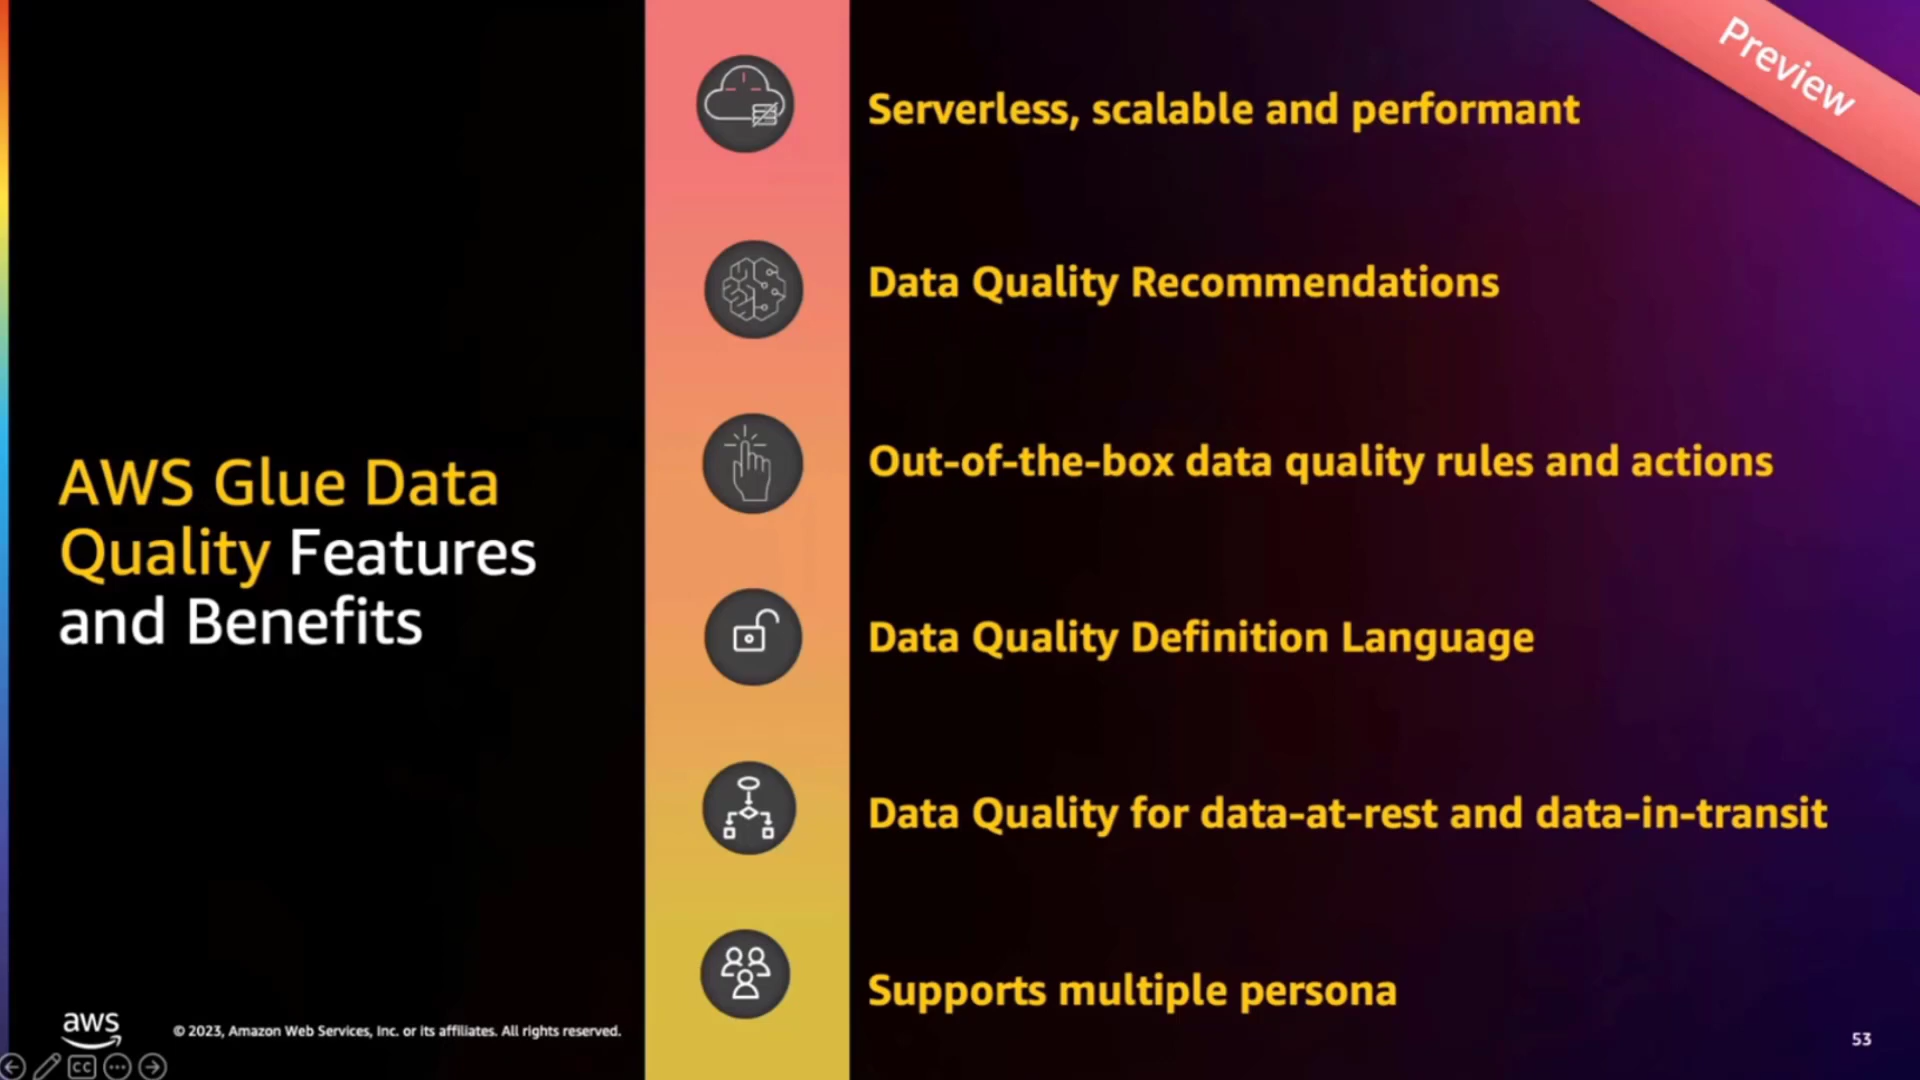 Preview
Serverless, scalable and performant
Data Quality Recommendations
Out-of-the-box data quality rules and actions
AWS Glue Data
Quality Features
and Benefits
Data Quality Definition Language
Data Quality for data-at-rest and data-in-transit
Supports multiple persona
aws
© 2023, Amazon Web Services, Inc. or its affiliates. All rights reserved.
53
CC